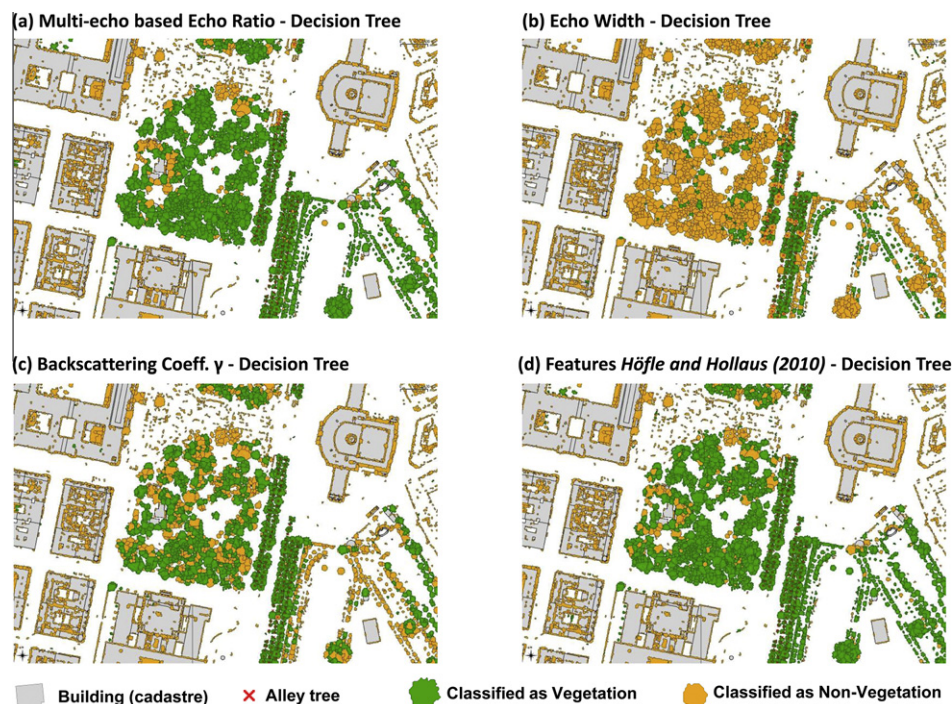 (a) Multi-echo based Echo Ratio - Decision Tree
(b) Echo Width - Decision Tree
(c) Backscattering Coeff. γ - Decision Tree
(d) Features Höfle and Hollaus (2010) - Decision Tree
Building (cadastre)
Alley tree
Classified as Vegetation
Classified as Non-Vegetation